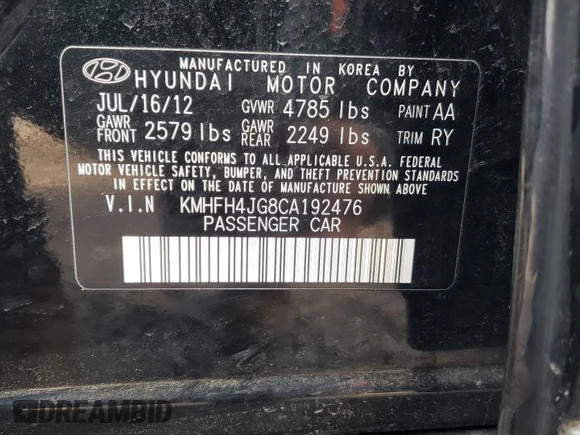 MANUFACTURED IN KOREA BY
HYUNDAI MOTOR COMPANY
JUL/16/12 GVWR 4785 lbs PAINT AA
GAWR FRONT 2579 lbs GAWR REAR 2249 lbs TRIM RY
THIS VEHICLE CONFORMS TO ALL APPLICABLE U.S.A. FEDERAL
MOTOR VEHICLE SAFETY, BUMPER, AND THEFT PREVENTION STANDARDS
IN EFFECT ON THE DATE OF MANUFACTURE SHOWN ABOVE
V.I.N KMHFH4JG8CA192476
PASSENGER CAR
DREAMBID